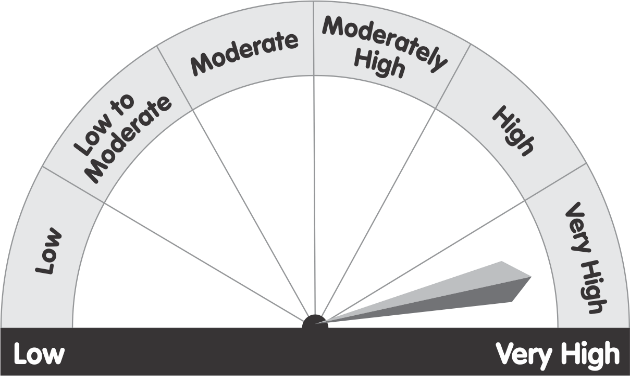 Low
Low to
Moderate
Moderate
Moderately
High
High
Very High
Low
Very High